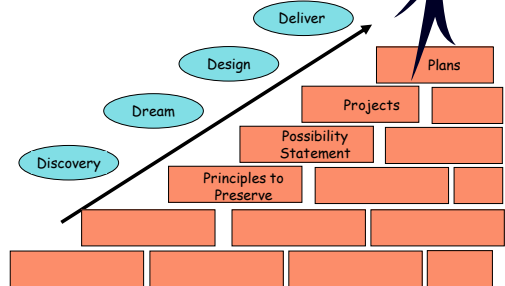 Deliver
Design
Dream
Discovery
Plans
Projects
Possibility
Statement
Principles to
Preserve